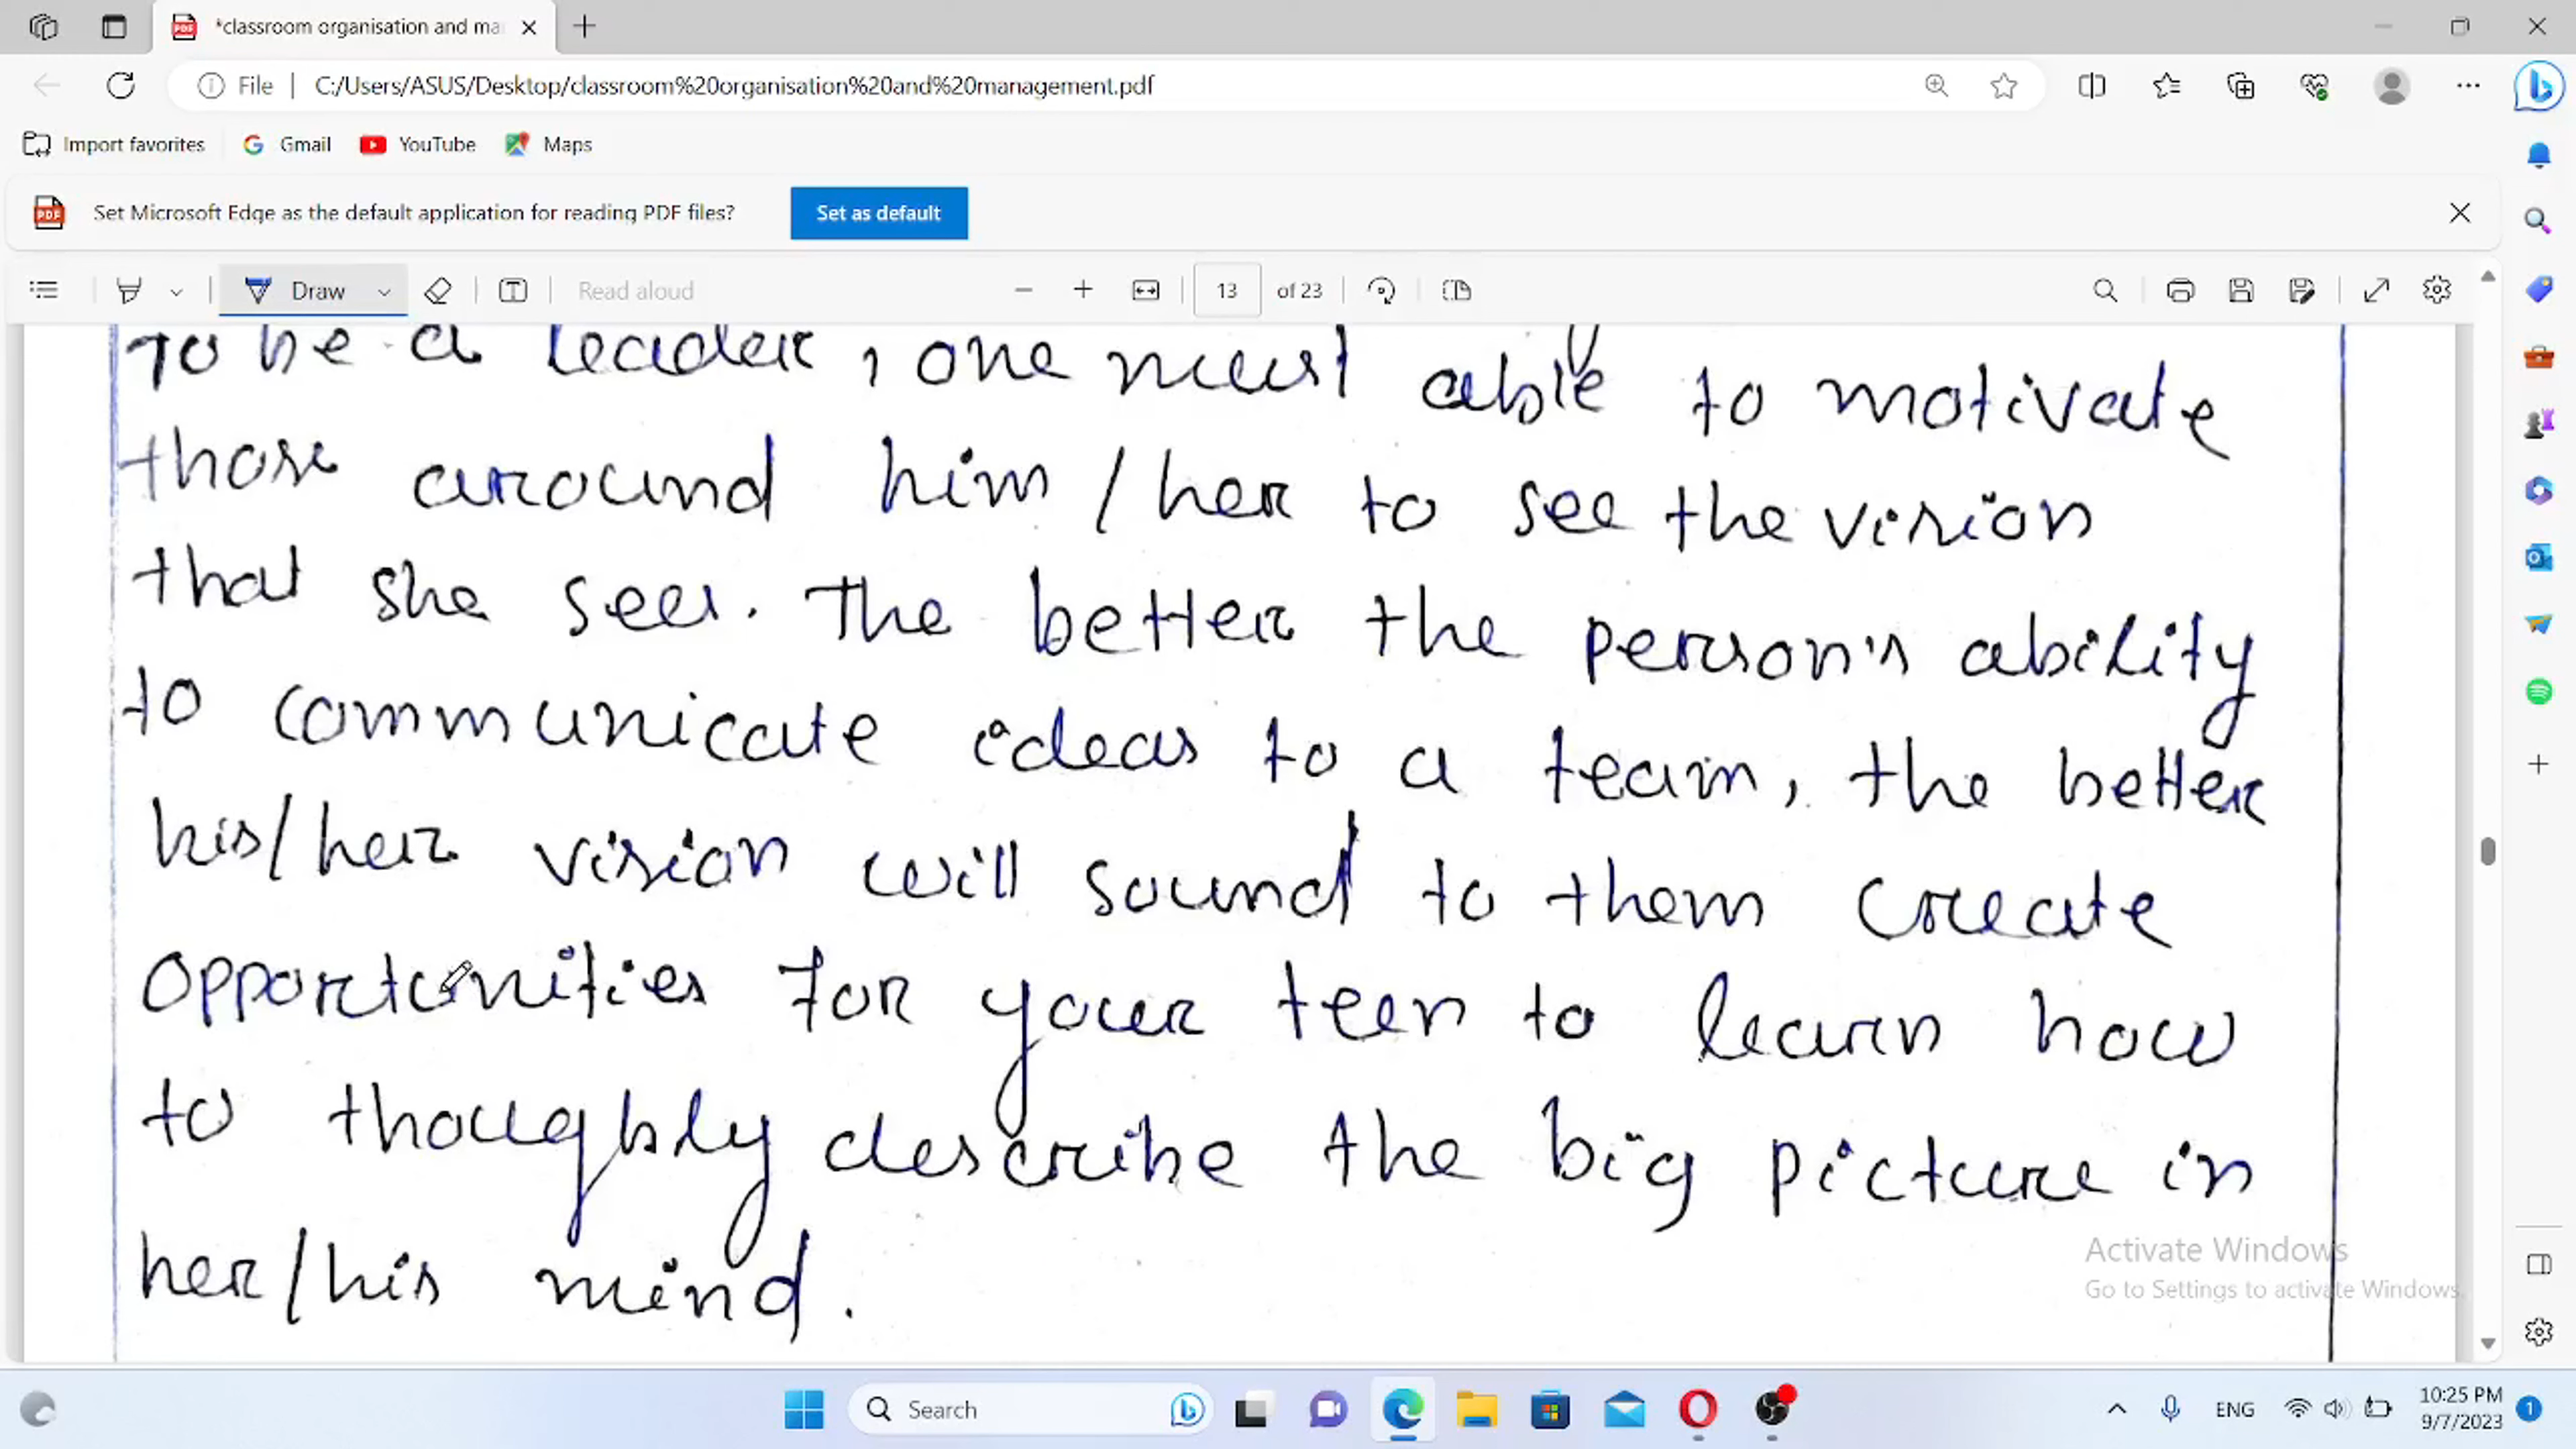 *classroom organisation and ma
File | C:/Users/ASUS/Desktop/classroom%20organisation%20and%20management.pdf
Import favorites Gmail YouTube Maps
Set Microsoft Edge as the default application for reading PDF files? Set as default
Draw Read aloud 13 of 23
To be a leader, one must able to motivate
those around him/her to see the vision
that she sees. The better the person's ability
to communicate ideas to a team, the better
his/her vision will sound to them create
opportunities for your teen to learn how
to thoughbly describe the big picture in
her/his mind.
Activate Windows
Go to Settings to activate Windows.
Search
ENG
10:25 PM
9/7/2023
1